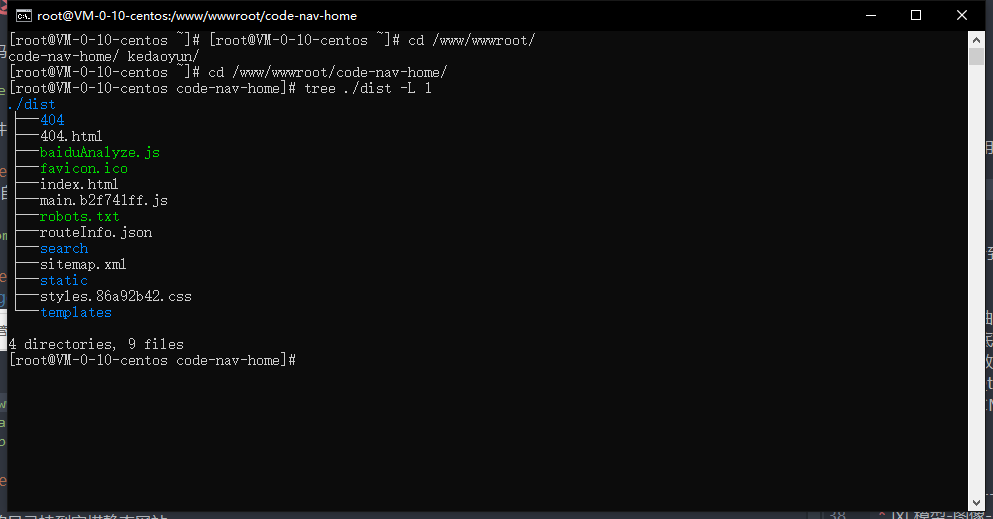 root@VM-0-10-centos:/www/wwwroot/code-nav-home
[root@VM-0-10-centos ~]# [root@VM-0-10-centos ~]# cd /www/wwwroot/
code-nav-home/ kedaoyun/
[root@VM-0-10-centos ~]# cd /www/wwwroot/code-nav-home/
[root@VM-0-10-centos code-nav-home]# tree ./dist -L 1
./dist
├──404
├──404.html
├──baiduAnalyze.js
├──favicon.ico
├──index.html
├──main.b2f741ff.js
├──robots.txt
├──routeInfo.json
├──search
├──sitemap.xml
├──static
├──styles.86a92b42.css
└──templates
4 directories, 9 files
[root@VM-0-10-centos code-nav-home]#